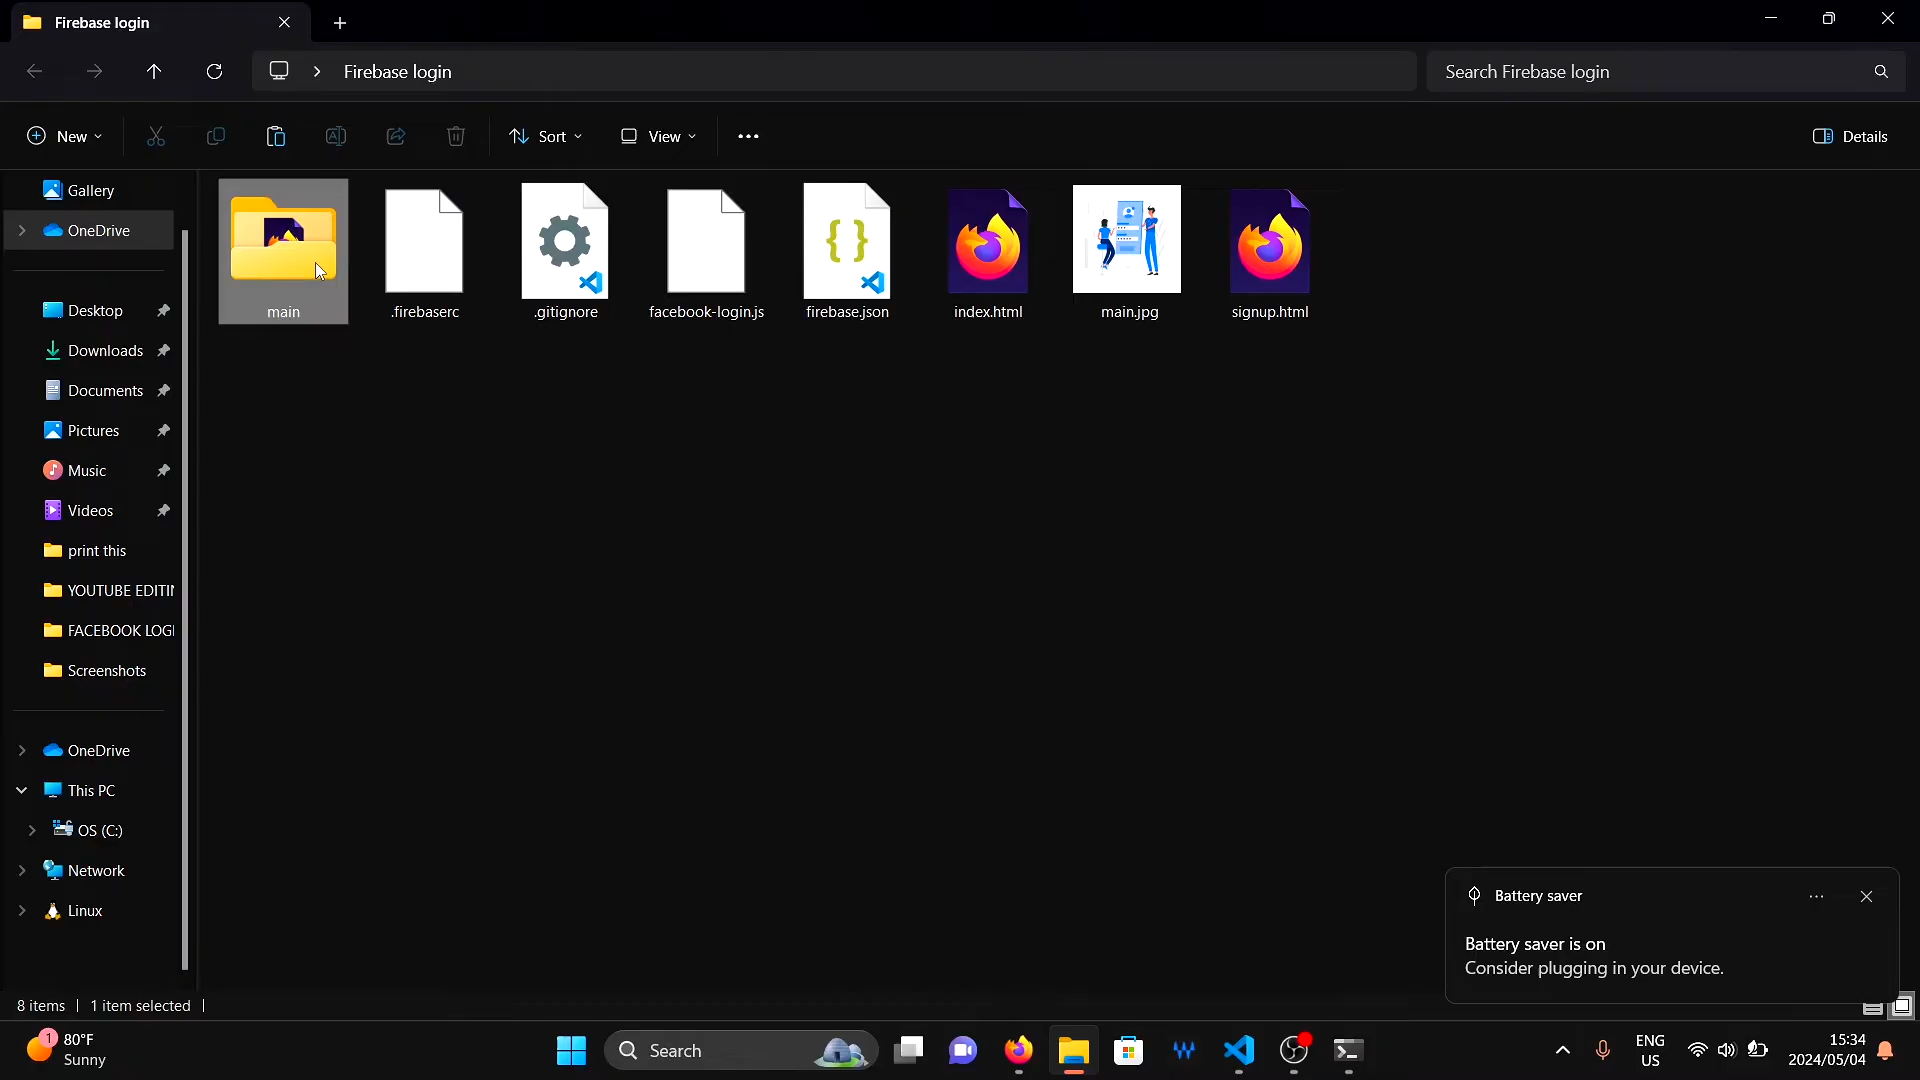 Firebase login
Firebase login
Search Firebase login
New
Sort
View
Details
Gallery
OneDrive
Desktop
Downloads
Documents
Pictures
Music
Videos
print this
YOUTUBE EDITIN
FACEBOOK LOGI
Screenshots
OneDrive
This PC
OS (C:)
Network
Linux
main
.firebaserc
.gitignore
facebook-login.js
firebase.json
index.html
main.jpg
signup.html
Battery saver
Battery saver is on
Consider plugging in your device.
8 items
1 item selected
1
80°F
Sunny
Search
ENG
US
15:34
2024/05/04